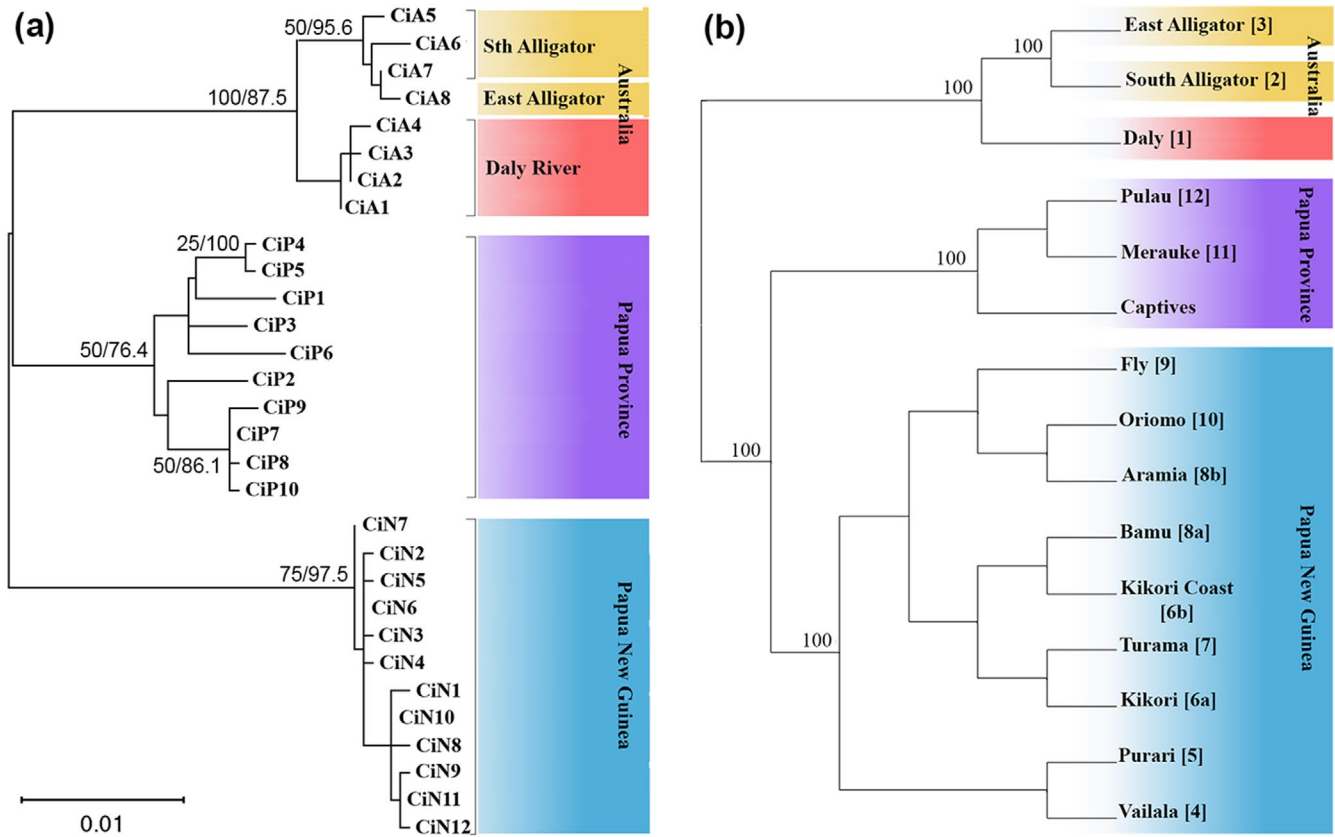 (a)
50/95.6
CiA5
CiA6
CiA7
CiA8
Sth Alligator
East Alligator
Australia
100/87.5
CiA4
CiA3
CiA2
CiA1
Daly River
25/100
CiP4
CiP5
CiP1
CiP3
CiP6
50/76.4
CiP2
CiP9
CiP7
CiP8
CiP10
50/86.1
Papua Province
CiN7
CiN2
CiN5
CiN6
CiN3
CiN4
75/97.5
CiN1
CiN10
CiN8
CiN9
CiN11
CiN12
Papua New Guinea
0.01
(b)
East Alligator [3]
100
South Alligator [2]
100
Daly [1]
Australia
Pulau [12]
Merauke [11]
100
Captives
Papua Province
Fly [9]
Oriomo [10]
100
Aramia [8b]
Bamu [8a]
Kikori Coast
[6b]
100
Turama [7]
Kikori [6a]
Purari [5]
Vailala [4]
Papua New Guinea